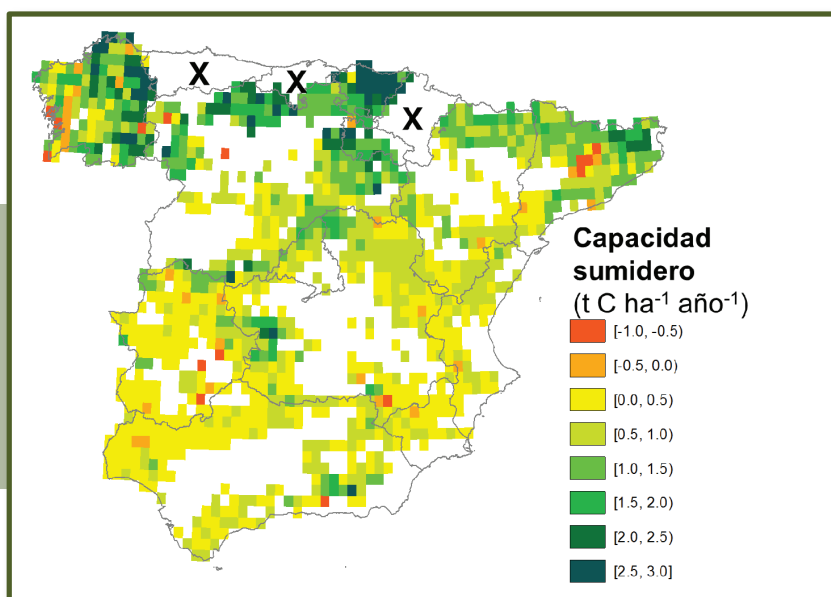 X
X
X
Capacidad
sumidero
(t C ha⁻¹ año⁻¹)
[-1.0, -0.5)
[-0.5, 0.0)
[0.0, 0.5)
[0.5, 1.0)
[1.0, 1.5)
[1.5, 2.0)
[2.0, 2.5)
[2.5, 3.0]